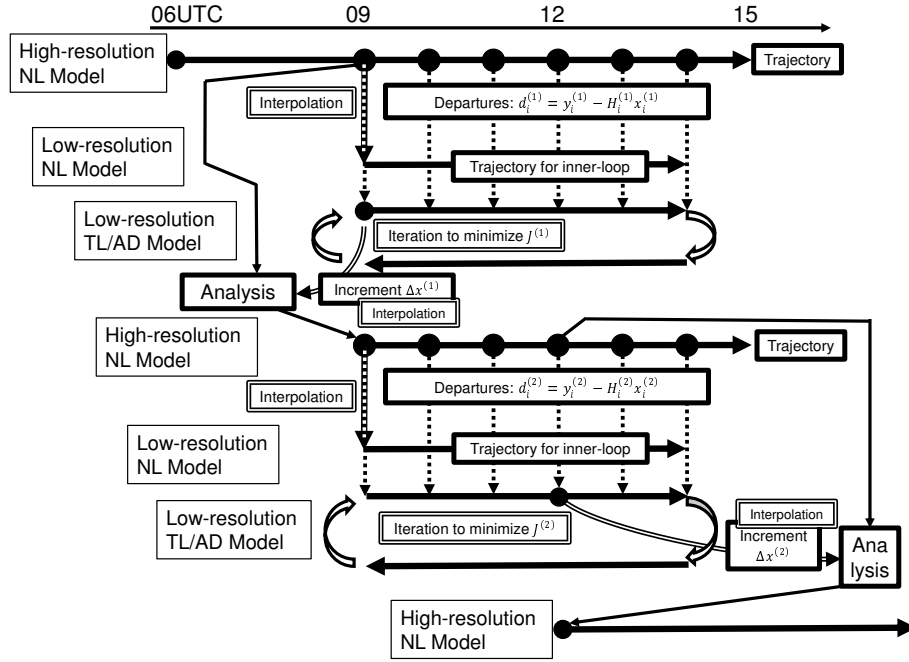 06UTC 09 12 15
High-resolution
NL Model
Trajectory
Interpolation
Departures: $d_i^{(1)} = y_i^{(1)} - H_i^{(1)} x_i^{(1)}$
Low-resolution
NL Model
Trajectory for inner-loop
Low-resolution
TL/AD Model
Iteration to minimize $J^{(1)}$
Analysis
Increment $\Delta x^{(1)}$
Interpolation
High-resolution
NL Model
Trajectory
Interpolation
Departures: $d_i^{(2)} = y_i^{(2)} - H_i^{(2)} x_i^{(2)}$
Low-resolution
NL Model
Trajectory for inner-loop
Low-resolution
TL/AD Model
Iteration to minimize $J^{(2)}$
Interpolation
Increment
$\Delta x^{(2)}$
Ana
lysis
High-resolution
NL Model